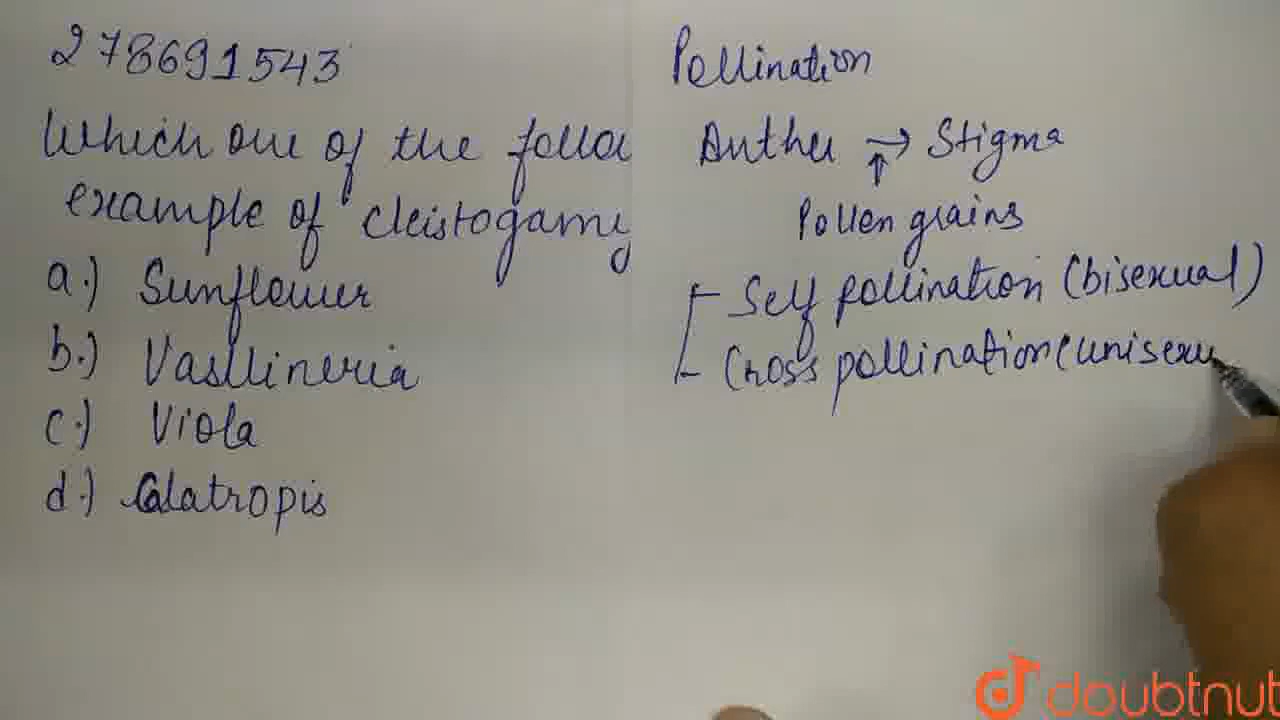 278691543
Which one of the follow
example of Cleistogamy
a.) Sunflower
b.) Vasllineria
c.) Viola
d.) Calatropis
Pollination
Anther → Stigma
↑
Pollen grains
Self pollination (bisexual)
Cross pollination (unisexu
doubtnut